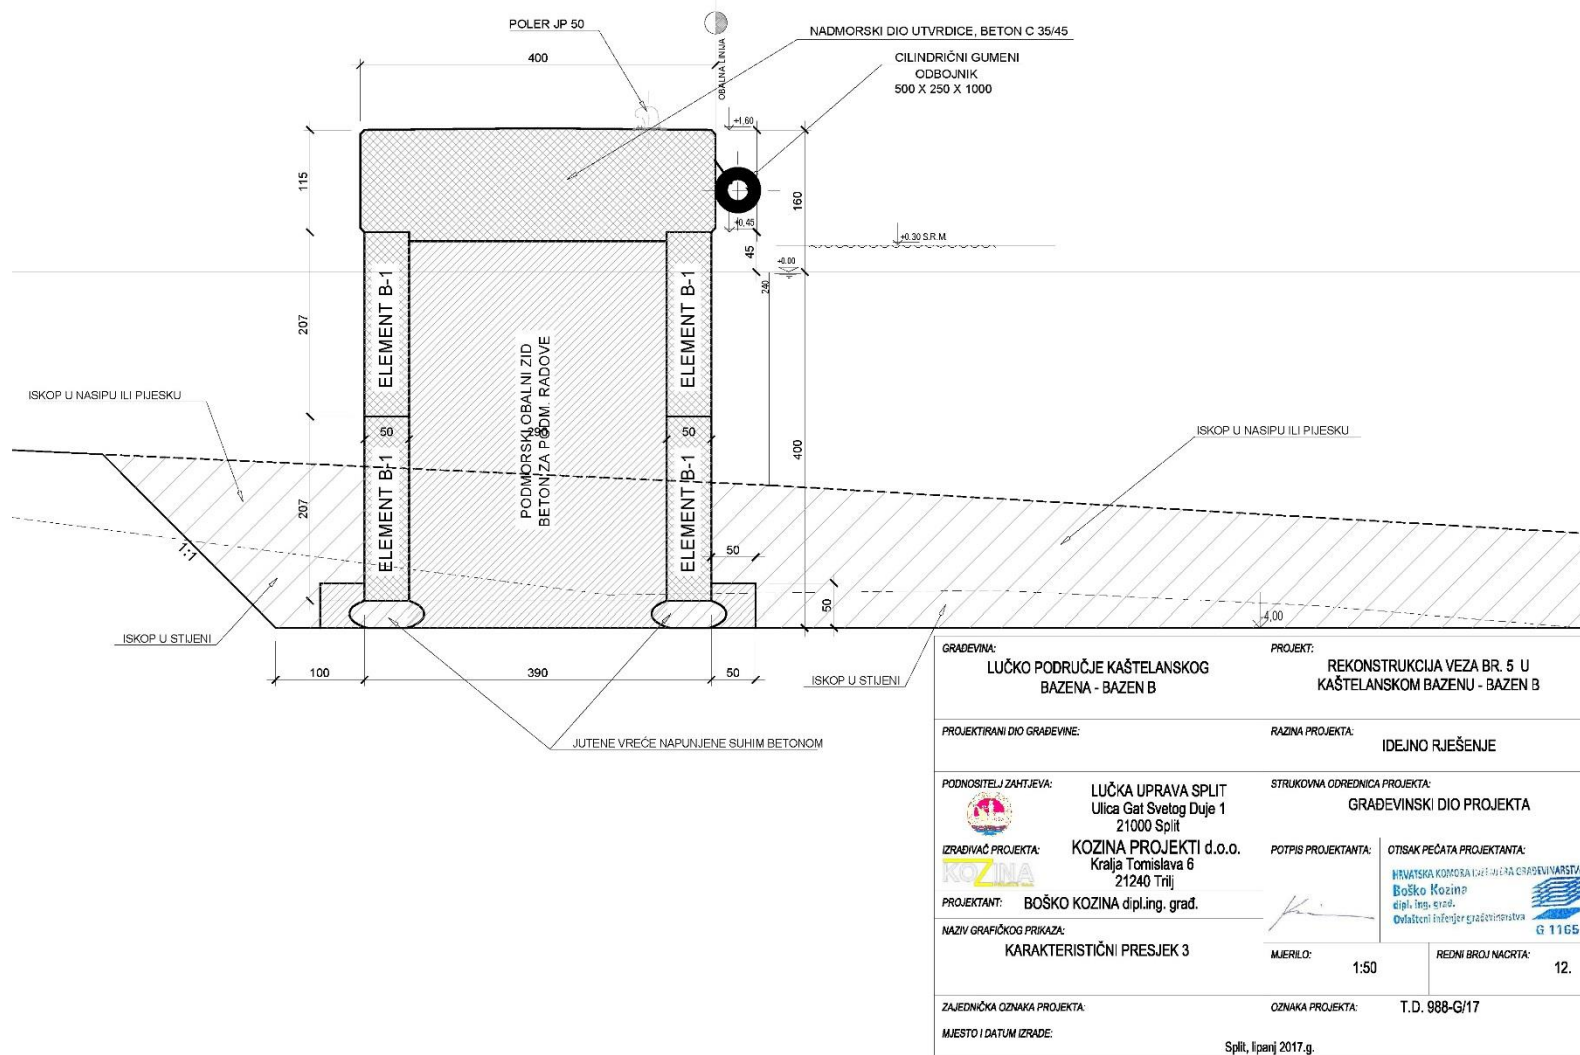 POLER JP 50
OBALNA LINIJA
NADMORSKI DIO UTVRDICE, BETON C 35/45
CILINDRIČNI GUMENI
ODBOJNIK
500 X 250 X 1000
400
+1,60
115
160
+0,45
+0.30 S.R.M.
45
±0.00
240
ELEMENT B-1
ELEMENT B-1
207
PODMORSKI OBALNI ZID
BETON ZA PODM. RADOVE
ISKOP U NASIPU ILI PIJESKU
ISKOP U NASIPU ILI PIJESKU
50
290
50
400
ELEMENT B-1
ELEMENT B-1
207
1:1
50
50
-4,00
ISKOP U STIJENI
100
390
50
ISKOP U STIJENI
JUTENE VREĆE NAPUNJENE SUHIM BETONOM
GRAĐEVINA:
LUČKO PODRUČJE KAŠTELANSKOG
BAZENA - BAZEN B
PROJEKT:
REKONSTRUKCIJA VEZA BR. 5 U
KAŠTELANSKOM BAZENU - BAZEN B
PROJEKTIRANI DIO GRAĐEVINE:
RAZINA PROJEKTA:
IDEJNO RJEŠENJE
PODNOSITELJ ZAHTJEVA:
LUČKA UPRAVA SPLIT
Ulica Gat Svetog Duje 1
21000 Split
STRUKOVNA ODREDNICA PROJEKTA:
GRAĐEVINSKI DIO PROJEKTA
IZRAĐIVAČ PROJEKTA:
KOZINA
KOZINA PROJEKTI d.o.o.
Kralja Tomislava 6
21240 Trilj
POTPIS PROJEKTANTA:
OTISAK PEČATA PROJEKTANTA:
HRVATSKA KOMORA INŽENJERA GRAĐEVINARSTVA
Boško Kozina
dipl. ing. građ.
Ovlašteni inženjer građevinarstva
G 1165
PROJEKTANT:
BOŠKO KOZINA dipl.ing. građ.
NAZIV GRAFIČKOG PRIKAZA:
KARAKTERISTIČNI PRESJEK 3
MJERILO:
1:50
REDNI BROJ NACRTA:
12.
ZAJEDNIČKA OZNAKA PROJEKTA:
OZNAKA PROJEKTA:
T.D. 988-G/17
MJESTO I DATUM IZRADE:
Split, lipanj 2017.g.